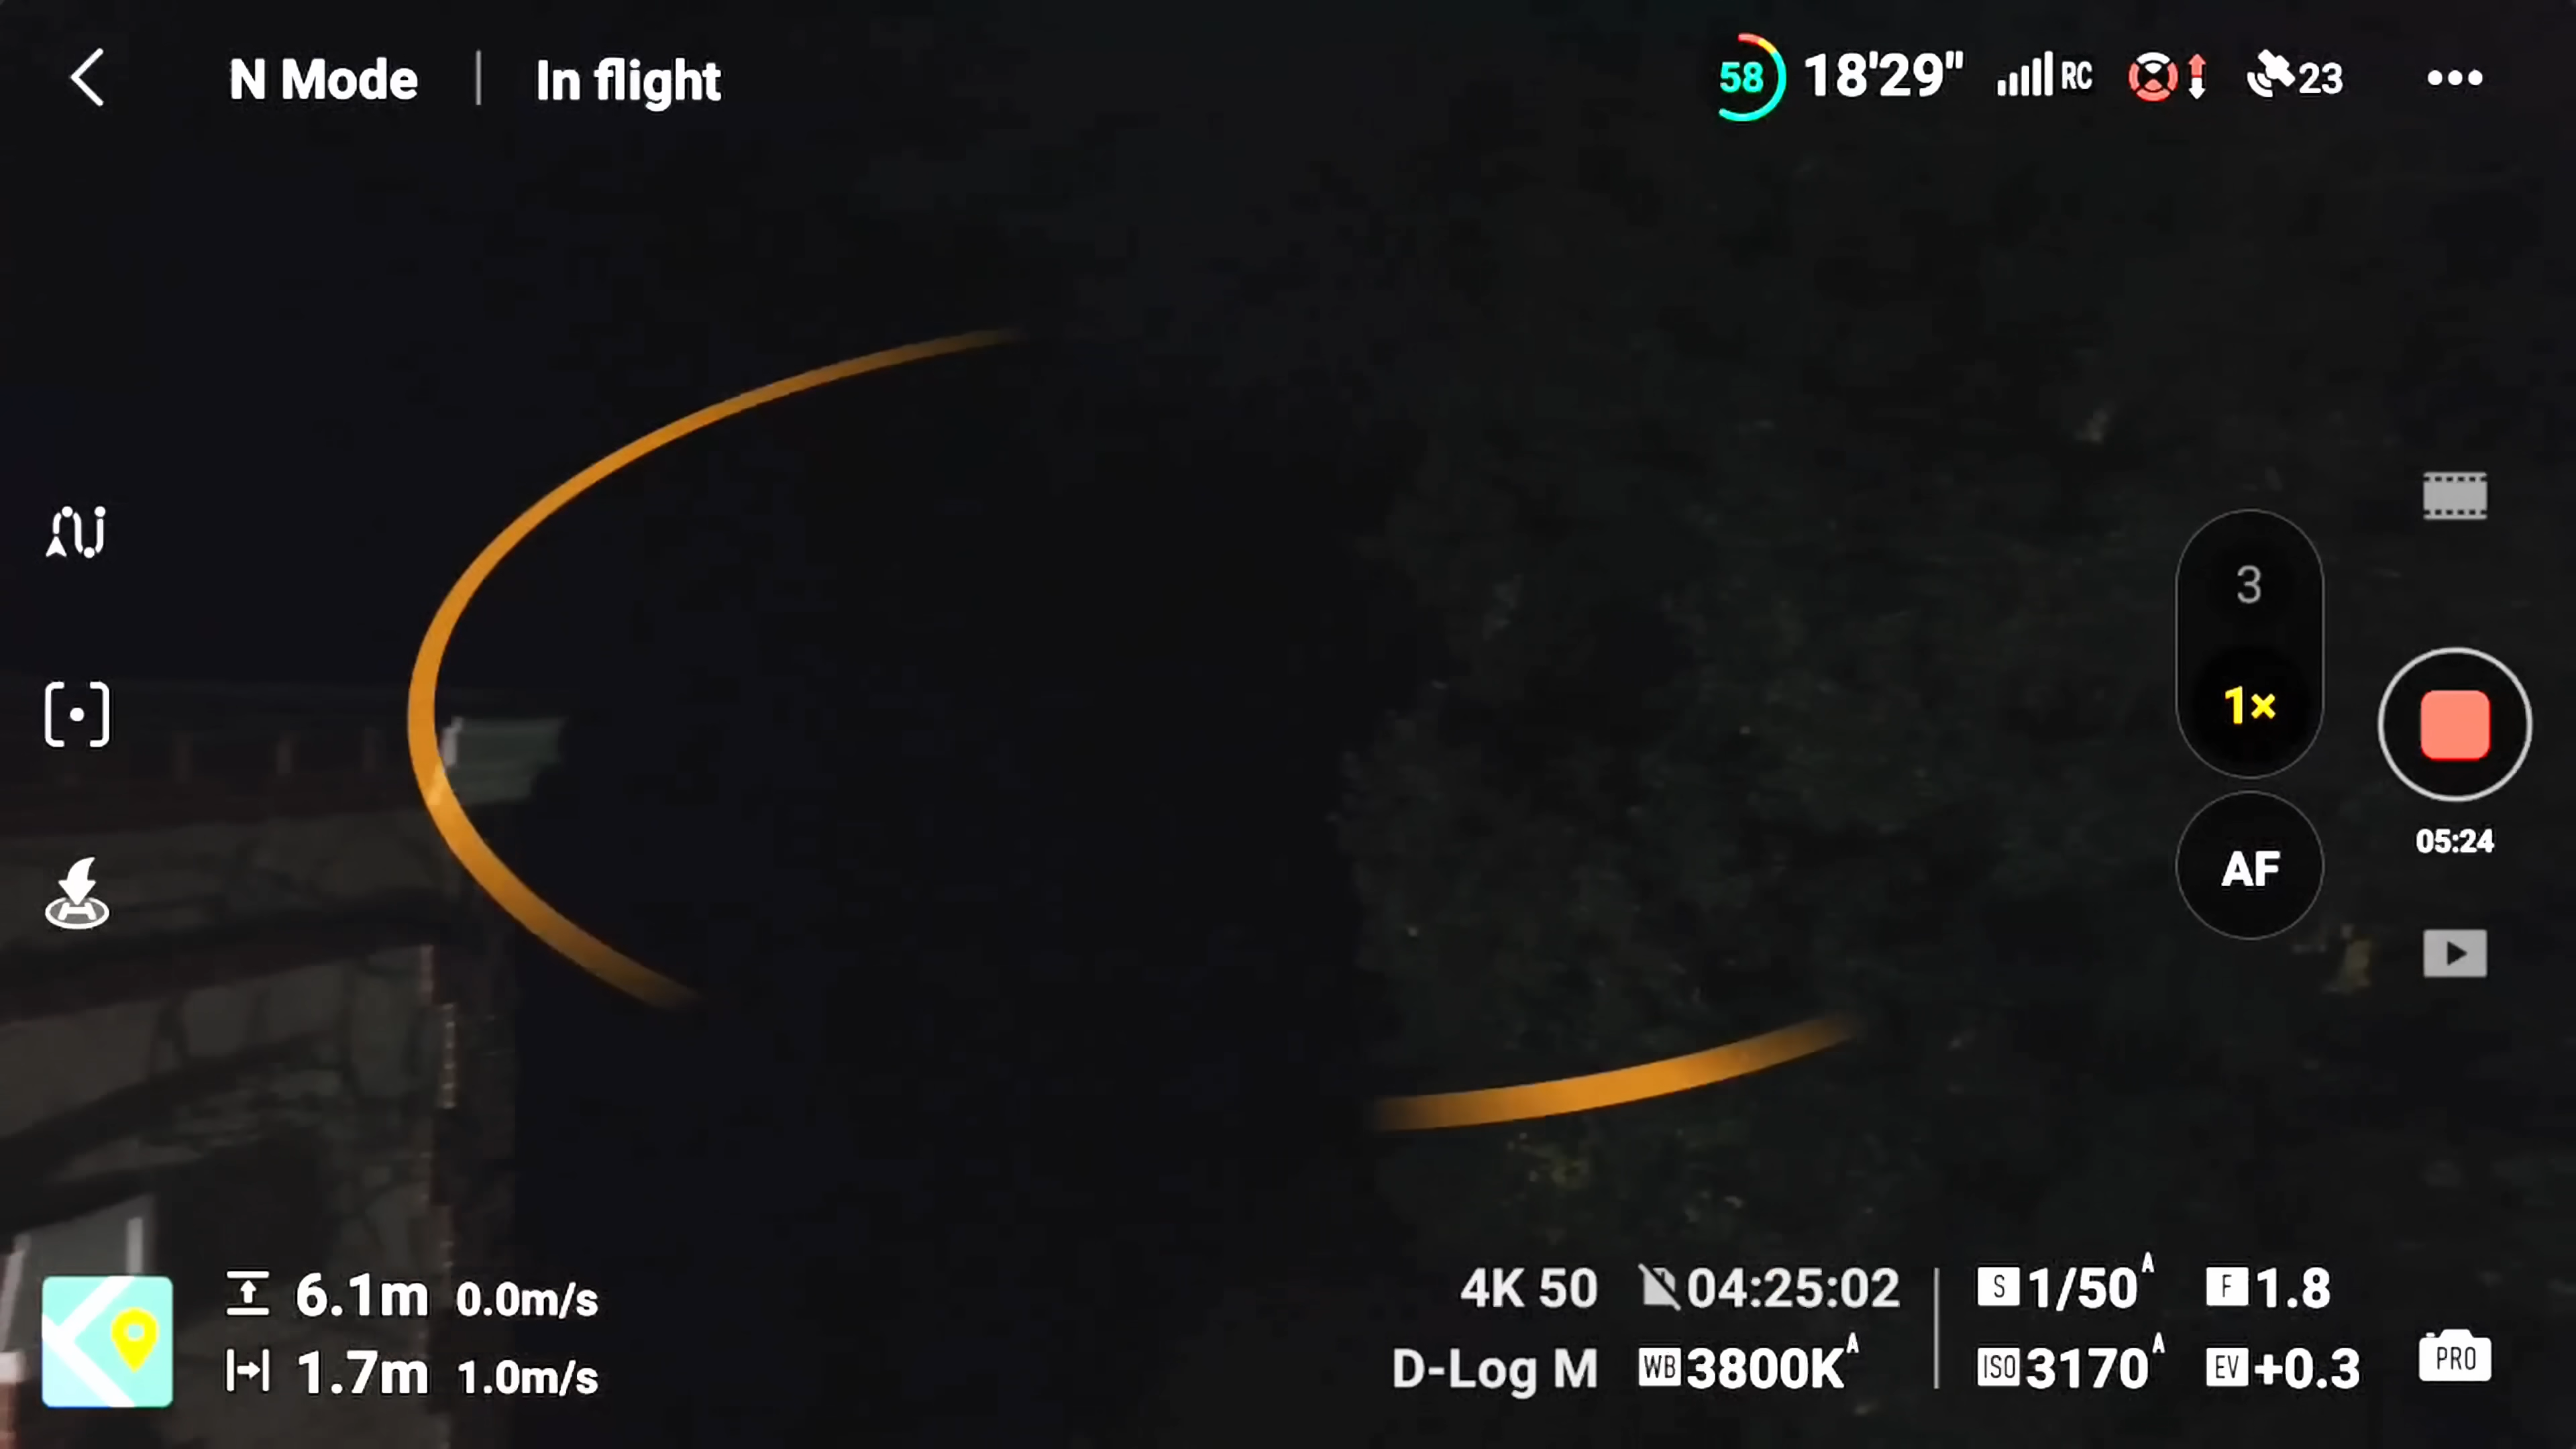 N Mode | In flight
58 18'29" RC 23
3
1×
AF
05:24
6.1m 0.0m/s
1.7m 1.0m/s
4K 50 04:25:02
D-Log M WB 3800K A
S 1/50 A F 1.8
ISO 3170 A EV +0.3
PRO